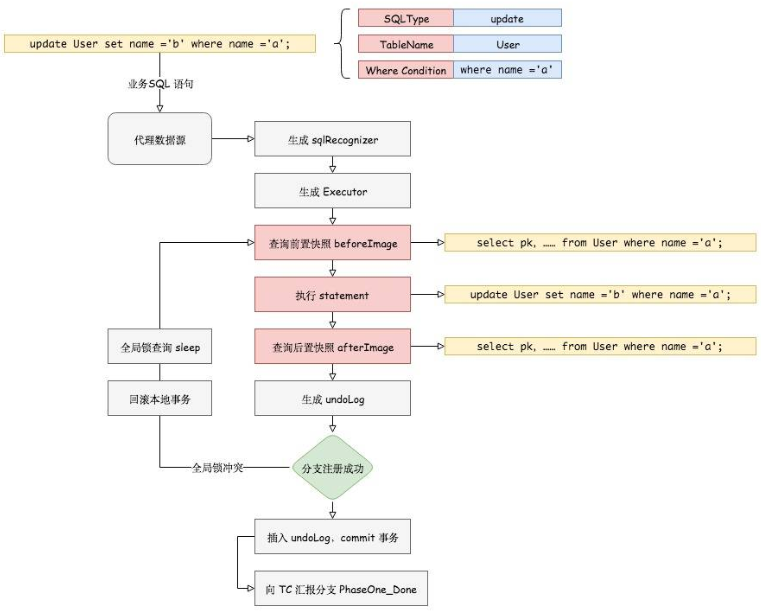 SQLType
update
update User set name ='b' where name ='a';
TableName
User
Where Condition
where name ='a'
业务SQL 语句
代理数据源
生成 sqlRecognizer
生成 Executor
查询前置快照 beforeImage
select pk, …… from User where name ='a';
执行 statement
update User set name ='b' where name ='a';
全局锁查询 sleep
查询后置快照 afterImage
select pk, …… from User where name ='a';
回滚本地事务
生成 undoLog
全局锁冲突
分支注册成功
插入 undoLog, commit 事务
向 TC 汇报分支 PhaseOne_Done